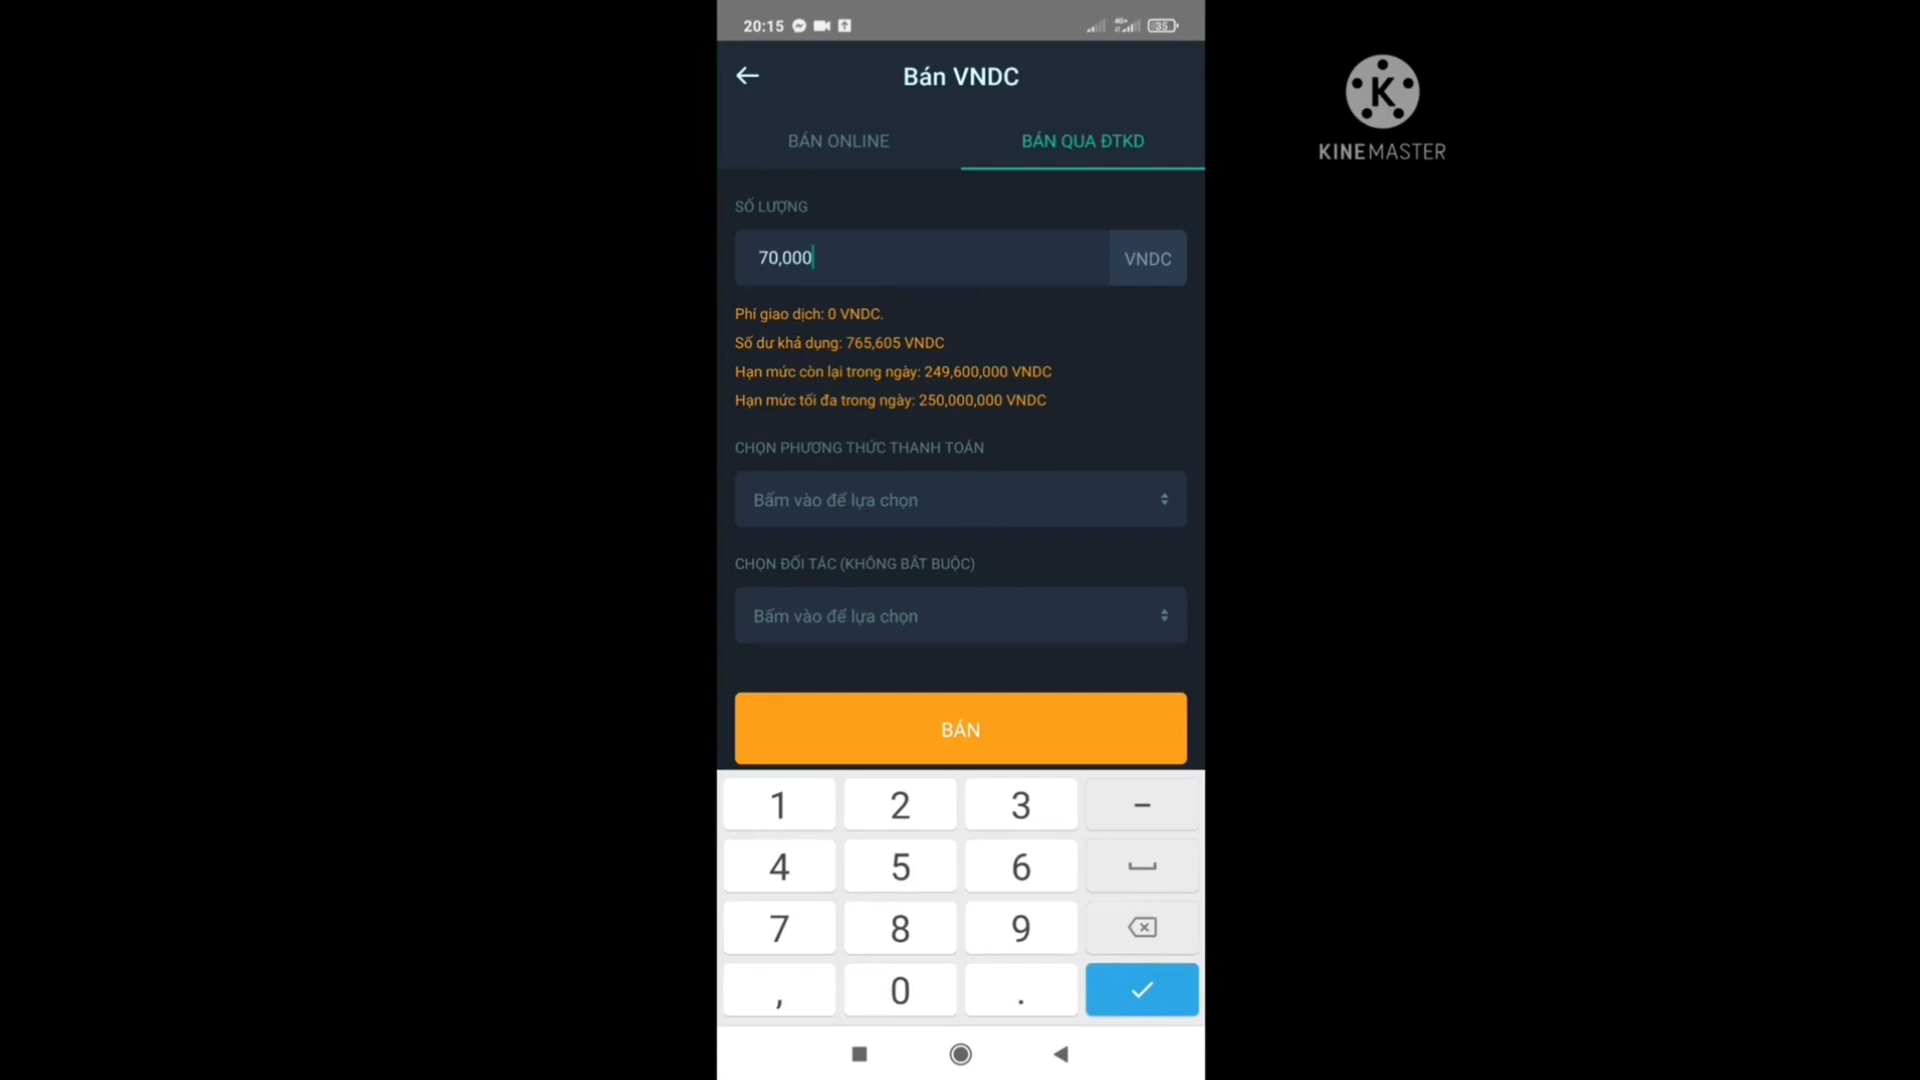 20:15
4G+
35
Bán VNDC
BÁN ONLINE
BÁN QUA ĐTKD
SỐ LƯỢNG
70,000
VNDC
Phí giao dịch: 0 VNDC.
Số dư khả dụng: 765,605 VNDC
Hạn mức còn lại trong ngày: 249,600,000 VNDC
Hạn mức tối đa trong ngày: 250,000,000 VNDC
CHỌN PHƯƠNG THỨC THANH TOÁN
Bấm vào để lựa chọn
CHỌN ĐỐI TÁC (KHÔNG BẮT BUỘC)
Bấm vào để lựa chọn
BÁN
1 2 3 −
4 5 6
7 8 9
, 0 .
K
KINEMASTER